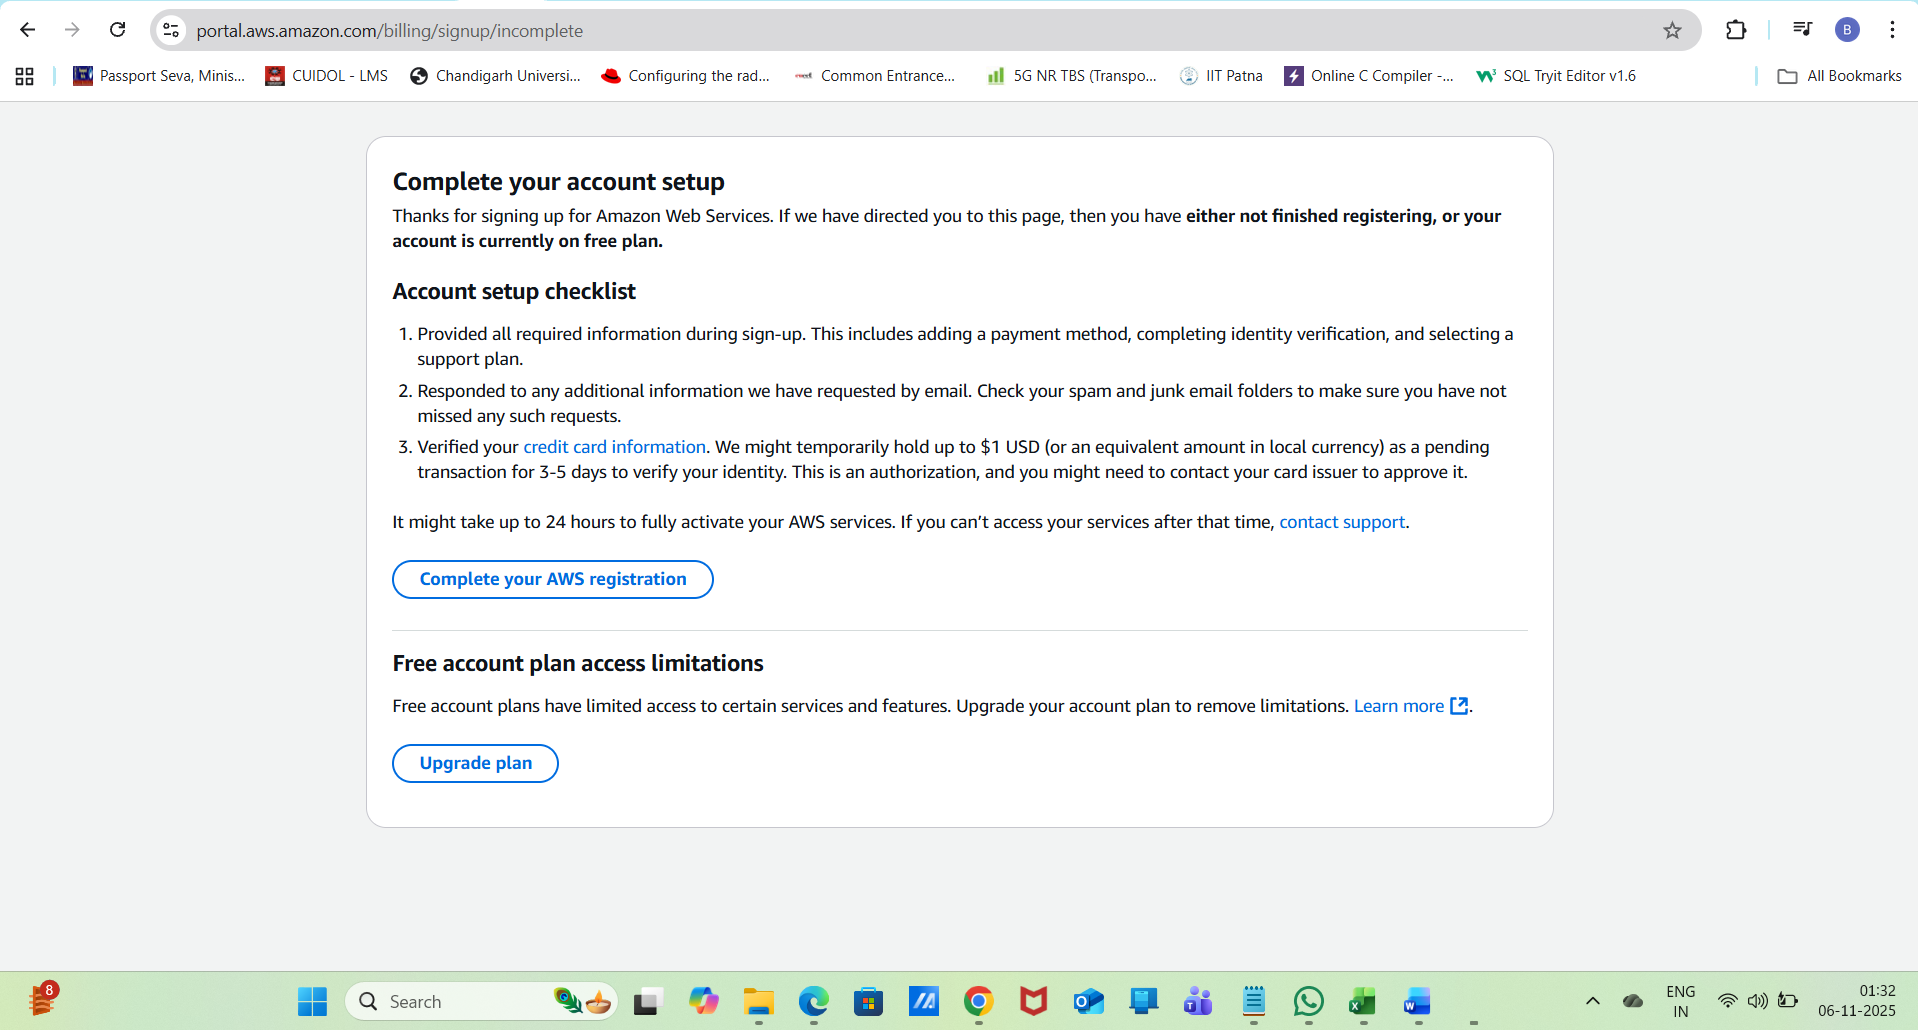 portal.aws.amazon.com/billing/signup/incomplete
B
Passport Seva, Minis... CUIDOL - LMS Chandigarh Universi... Configuring the rad... Common Entrance... 5G NR TBS (Transpo... IIT Patna Online C Compiler -... SQL Tryit Editor v1.6 All Bookmarks
Complete your account setup
Thanks for signing up for Amazon Web Services. If we have directed you to this page, then you have either not finished registering, or your
account is currently on free plan.
Account setup checklist
1. Provided all required information during sign-up. This includes adding a payment method, completing identity verification, and selecting a
support plan.
2. Responded to any additional information we have requested by email. Check your spam and junk email folders to make sure you have not
missed any such requests.
3. Verified your credit card information. We might temporarily hold up to $1 USD (or an equivalent amount in local currency) as a pending
transaction for 3-5 days to verify your identity. This is an authorization, and you might need to contact your card issuer to approve it.
It might take up to 24 hours to fully activate your AWS services. If you can’t access your services after that time, contact support.
Complete your AWS registration
Free account plan access limitations
Free account plans have limited access to certain services and features. Upgrade your account plan to remove limitations. Learn more.
Upgrade plan
8
Search
ENG
IN
01:32
06-11-2025